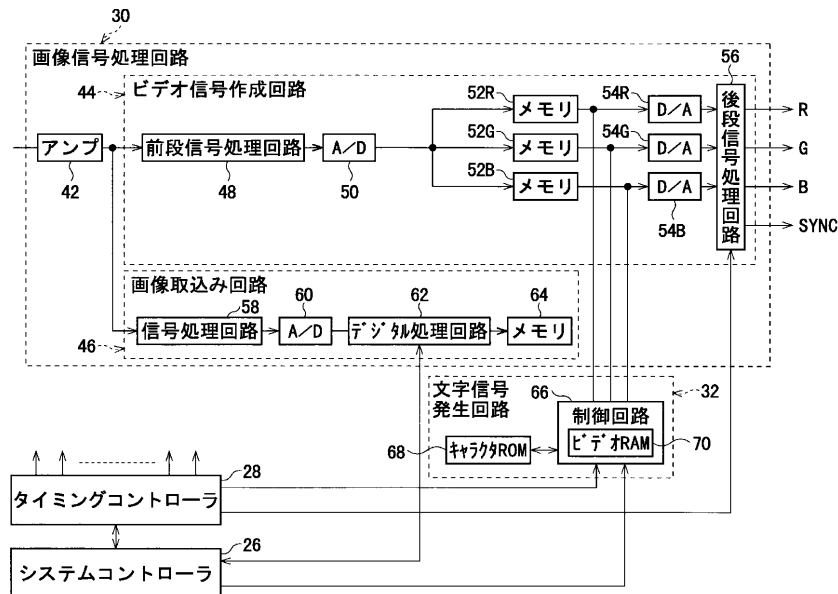 30
画像信号処理回路
44
ビデオ信号作成回路
56
アンプ
42
前段信号処理回路
48
A/D
50
52R
メモリ
54R
D/A
52G
メモリ
54G
D/A
52B
メモリ
D/A
54B
後段信号処理回路
R
G
B
SYNC
画像取込み回路
46
58
信号処理回路
60
A/D
62
デジタル処理回路
64
メモリ
文字信号
発生回路
32
66
制御回路
ビデオRAM
70
68
キャラクタROM
28
タイミングコントローラ
26
システムコントローラ